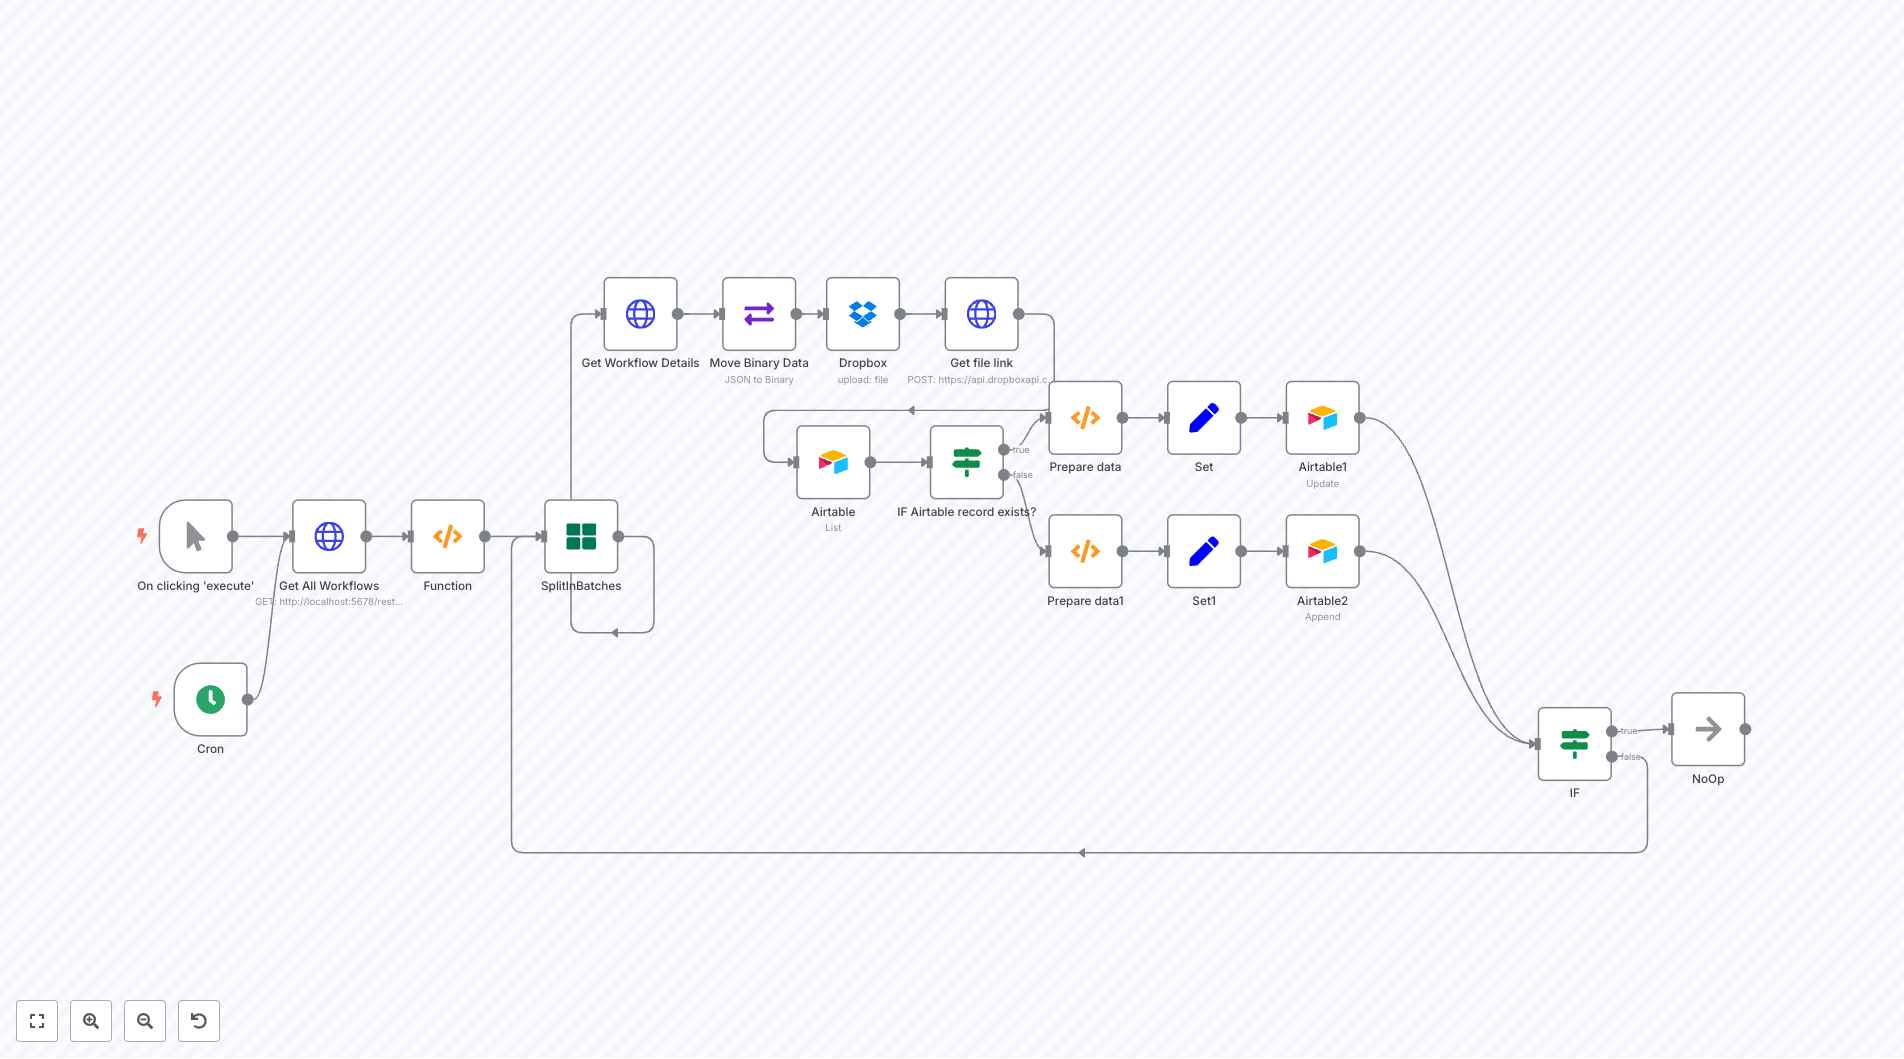 Get Workflow Details
Move Binary Data
JSON to Binary
Dropbox
upload: file
Get file link
POST: https://api.dropboxapi.c...
Airtable
List
IF Airtable record exists?
true
false
Prepare data
Set
Airtable1
Update
Prepare data1
Set1
Airtable2
Append
On clicking 'execute'
Get All Workflows
GET: http://localhost:5678/rest...
Function
SplitInBatches
Cron
IF
true
false
NoOp